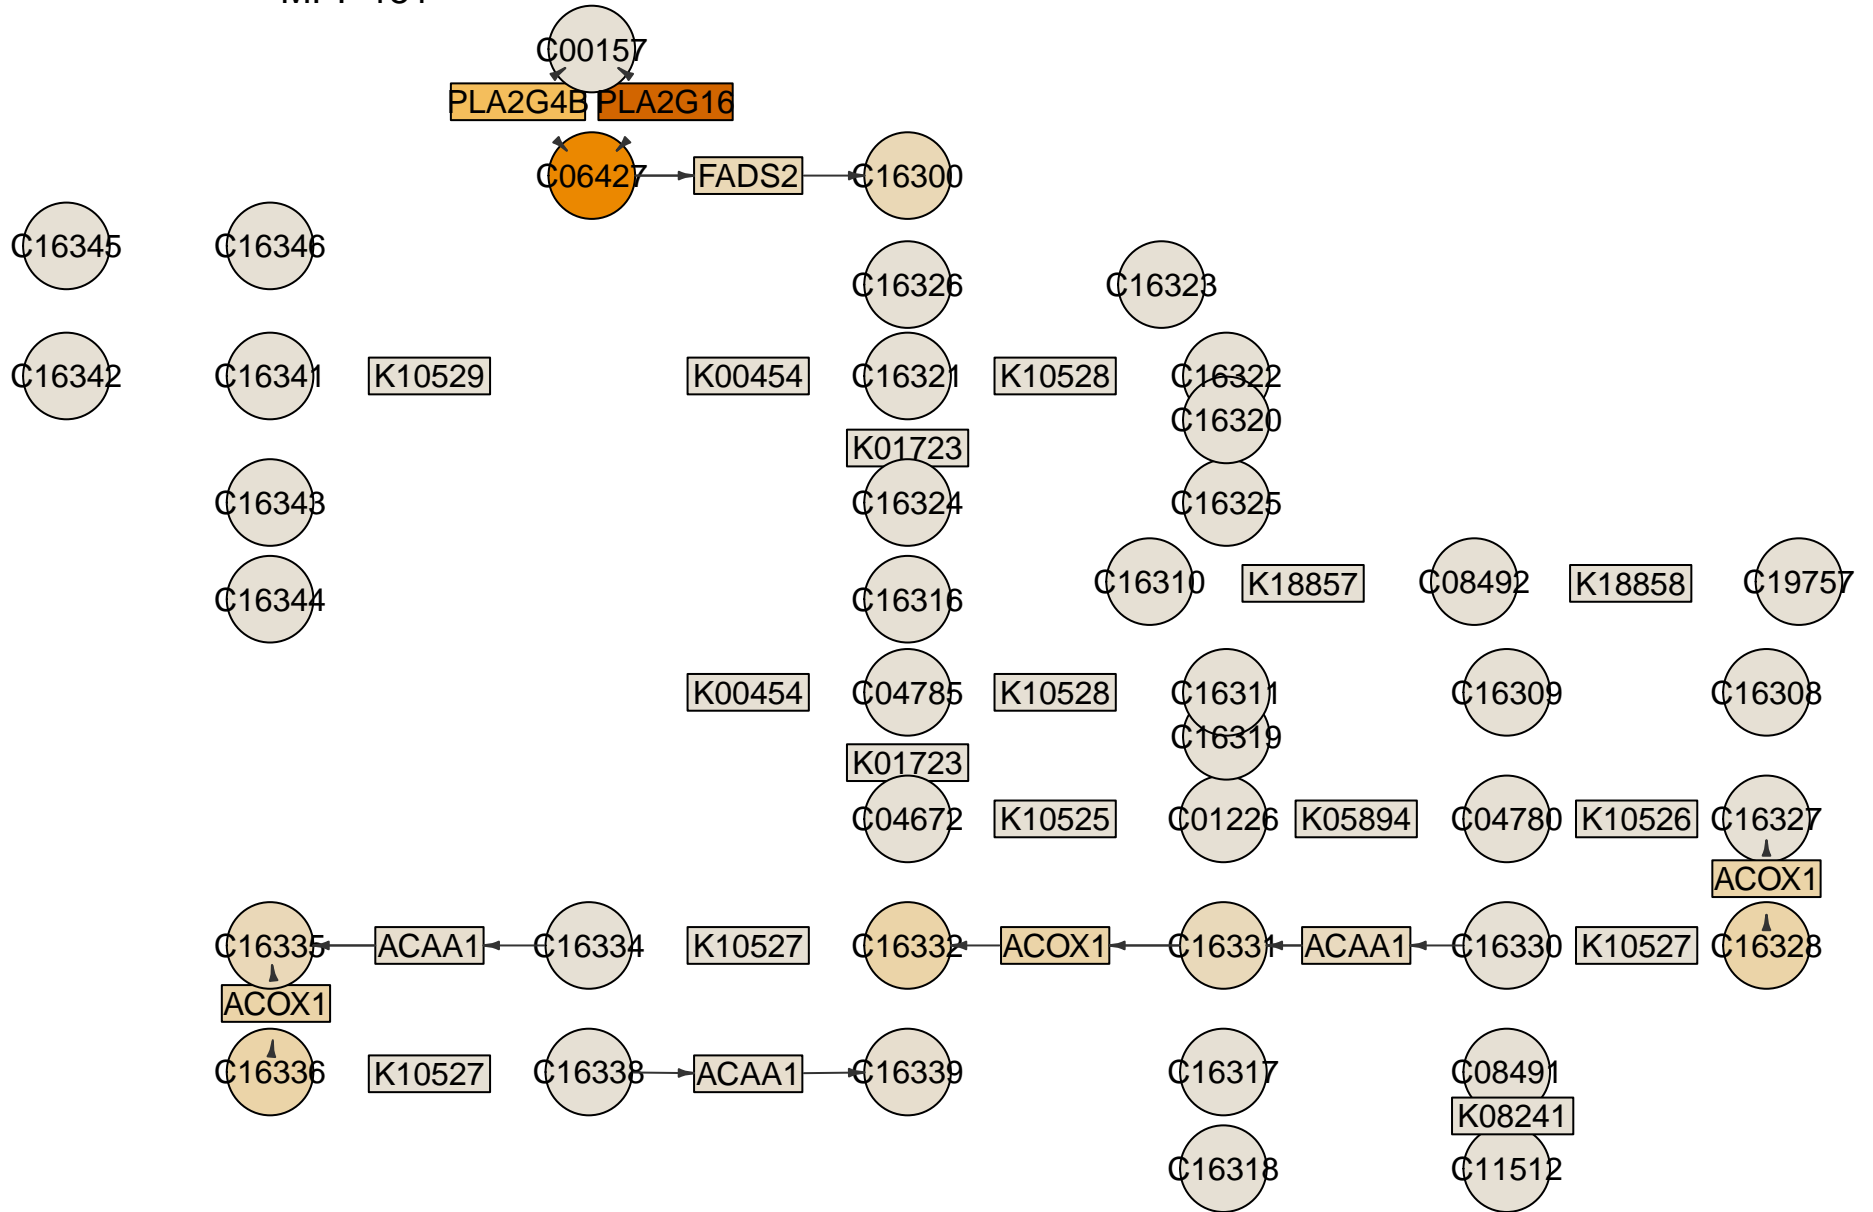 C00157
PLA2G4B PLA2G16
C06427 FADS2 C16300
C16345 C16346
C16326 C16323
C16342 C16341 K10529 K00454 C16321 K10528 C16322
C16320
K01723
C16343 C16324 C16325
C16310 K18857 C08492 K18858 C19757
C16344 C16316
K00454 C04785 K10528 C16311 C16309 C16308
C16319
K01723
C04672 K10525 C01226 K05894 C04780 K10526 C16327
ACOX1
C16335 ACAA1 C16334 K10527 C16332 ACOX1 C16331 ACAA1 C16330 K10527 C16328
ACOX1
C16336 K10527 C16338 ACAA1 C16339 C16317 C08491
K08241
C16318 C11512